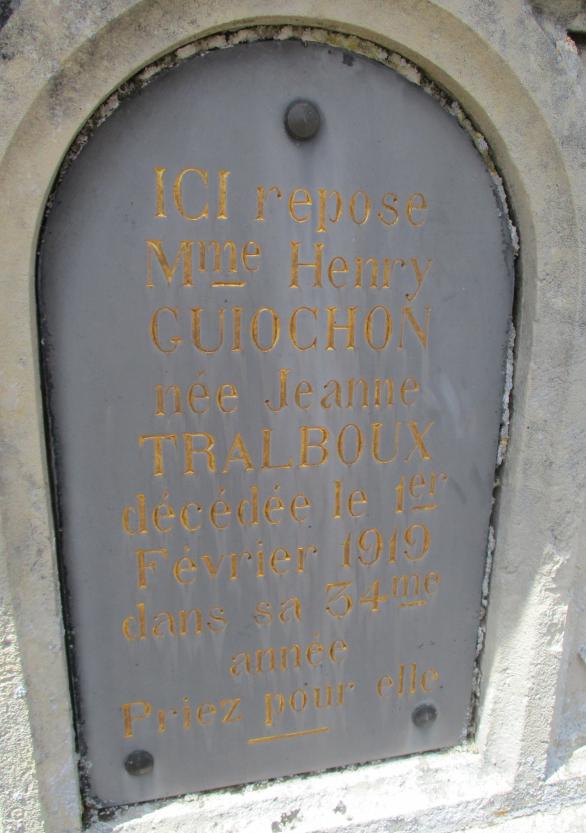 ICI repose
Mme Henry
GUIOCHON
née Jeanne
TRALBOUX
décédée le 1er
Février 1919
dans sa 34me
année
Priez pour elle